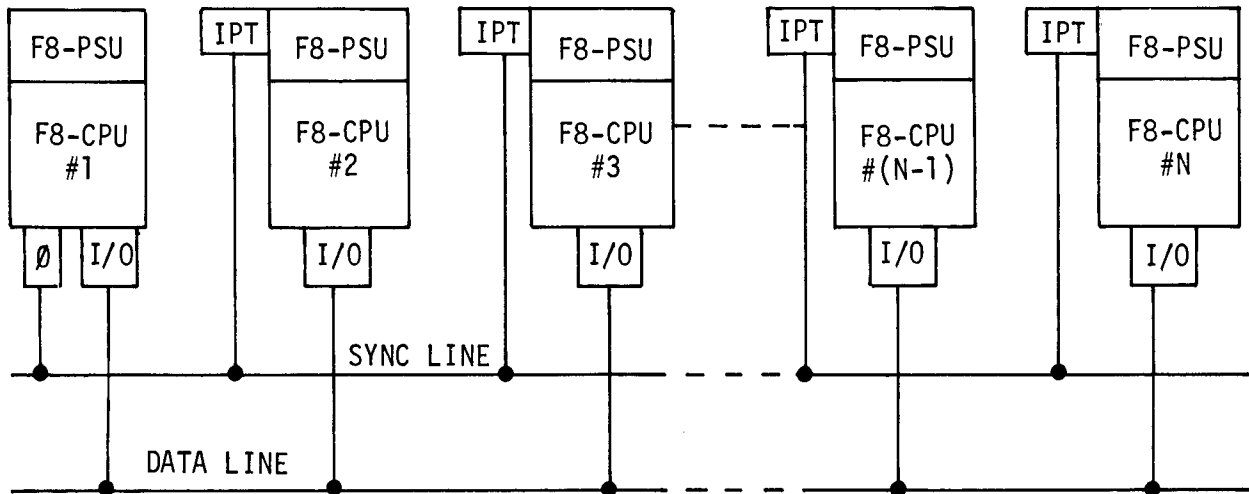 F8-PSU
F8-CPU
#1
Ø
I/O
IPT
F8-PSU
F8-CPU
#2
I/O
IPT
F8-PSU
F8-CPU
#3
I/O
IPT
F8-PSU
F8-CPU
#(N-1)
I/O
IPT
F8-PSU
F8-CPU
#N
I/O
SYNC LINE
DATA LINE